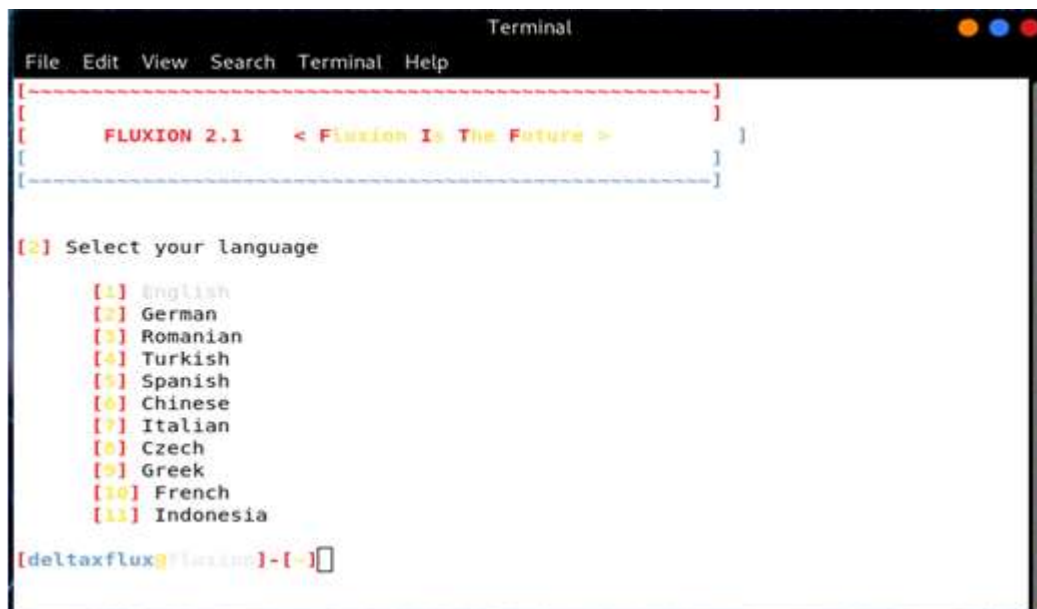 Terminal
File Edit View Search Terminal Help
[~~~~~~~~~~~~~~~~~~~~~~~~~~~~~~~~~~~~~~~~~~~~~~~~~~~~~~]
[ ]
[ FLUXION 2.1 < Fluxion Is The Future > ]
[ ]
[~~~~~~~~~~~~~~~~~~~~~~~~~~~~~~~~~~~~~~~~~~~~~~~~~~~~~~]
[2] Select your language
[1] English
[2] German
[3] Romanian
[4] Turkish
[5] Spanish
[6] Chinese
[7] Italian
[8] Czech
[9] Greek
[10] French
[11] Indonesia
[deltaxflux@fluxion]-[~]